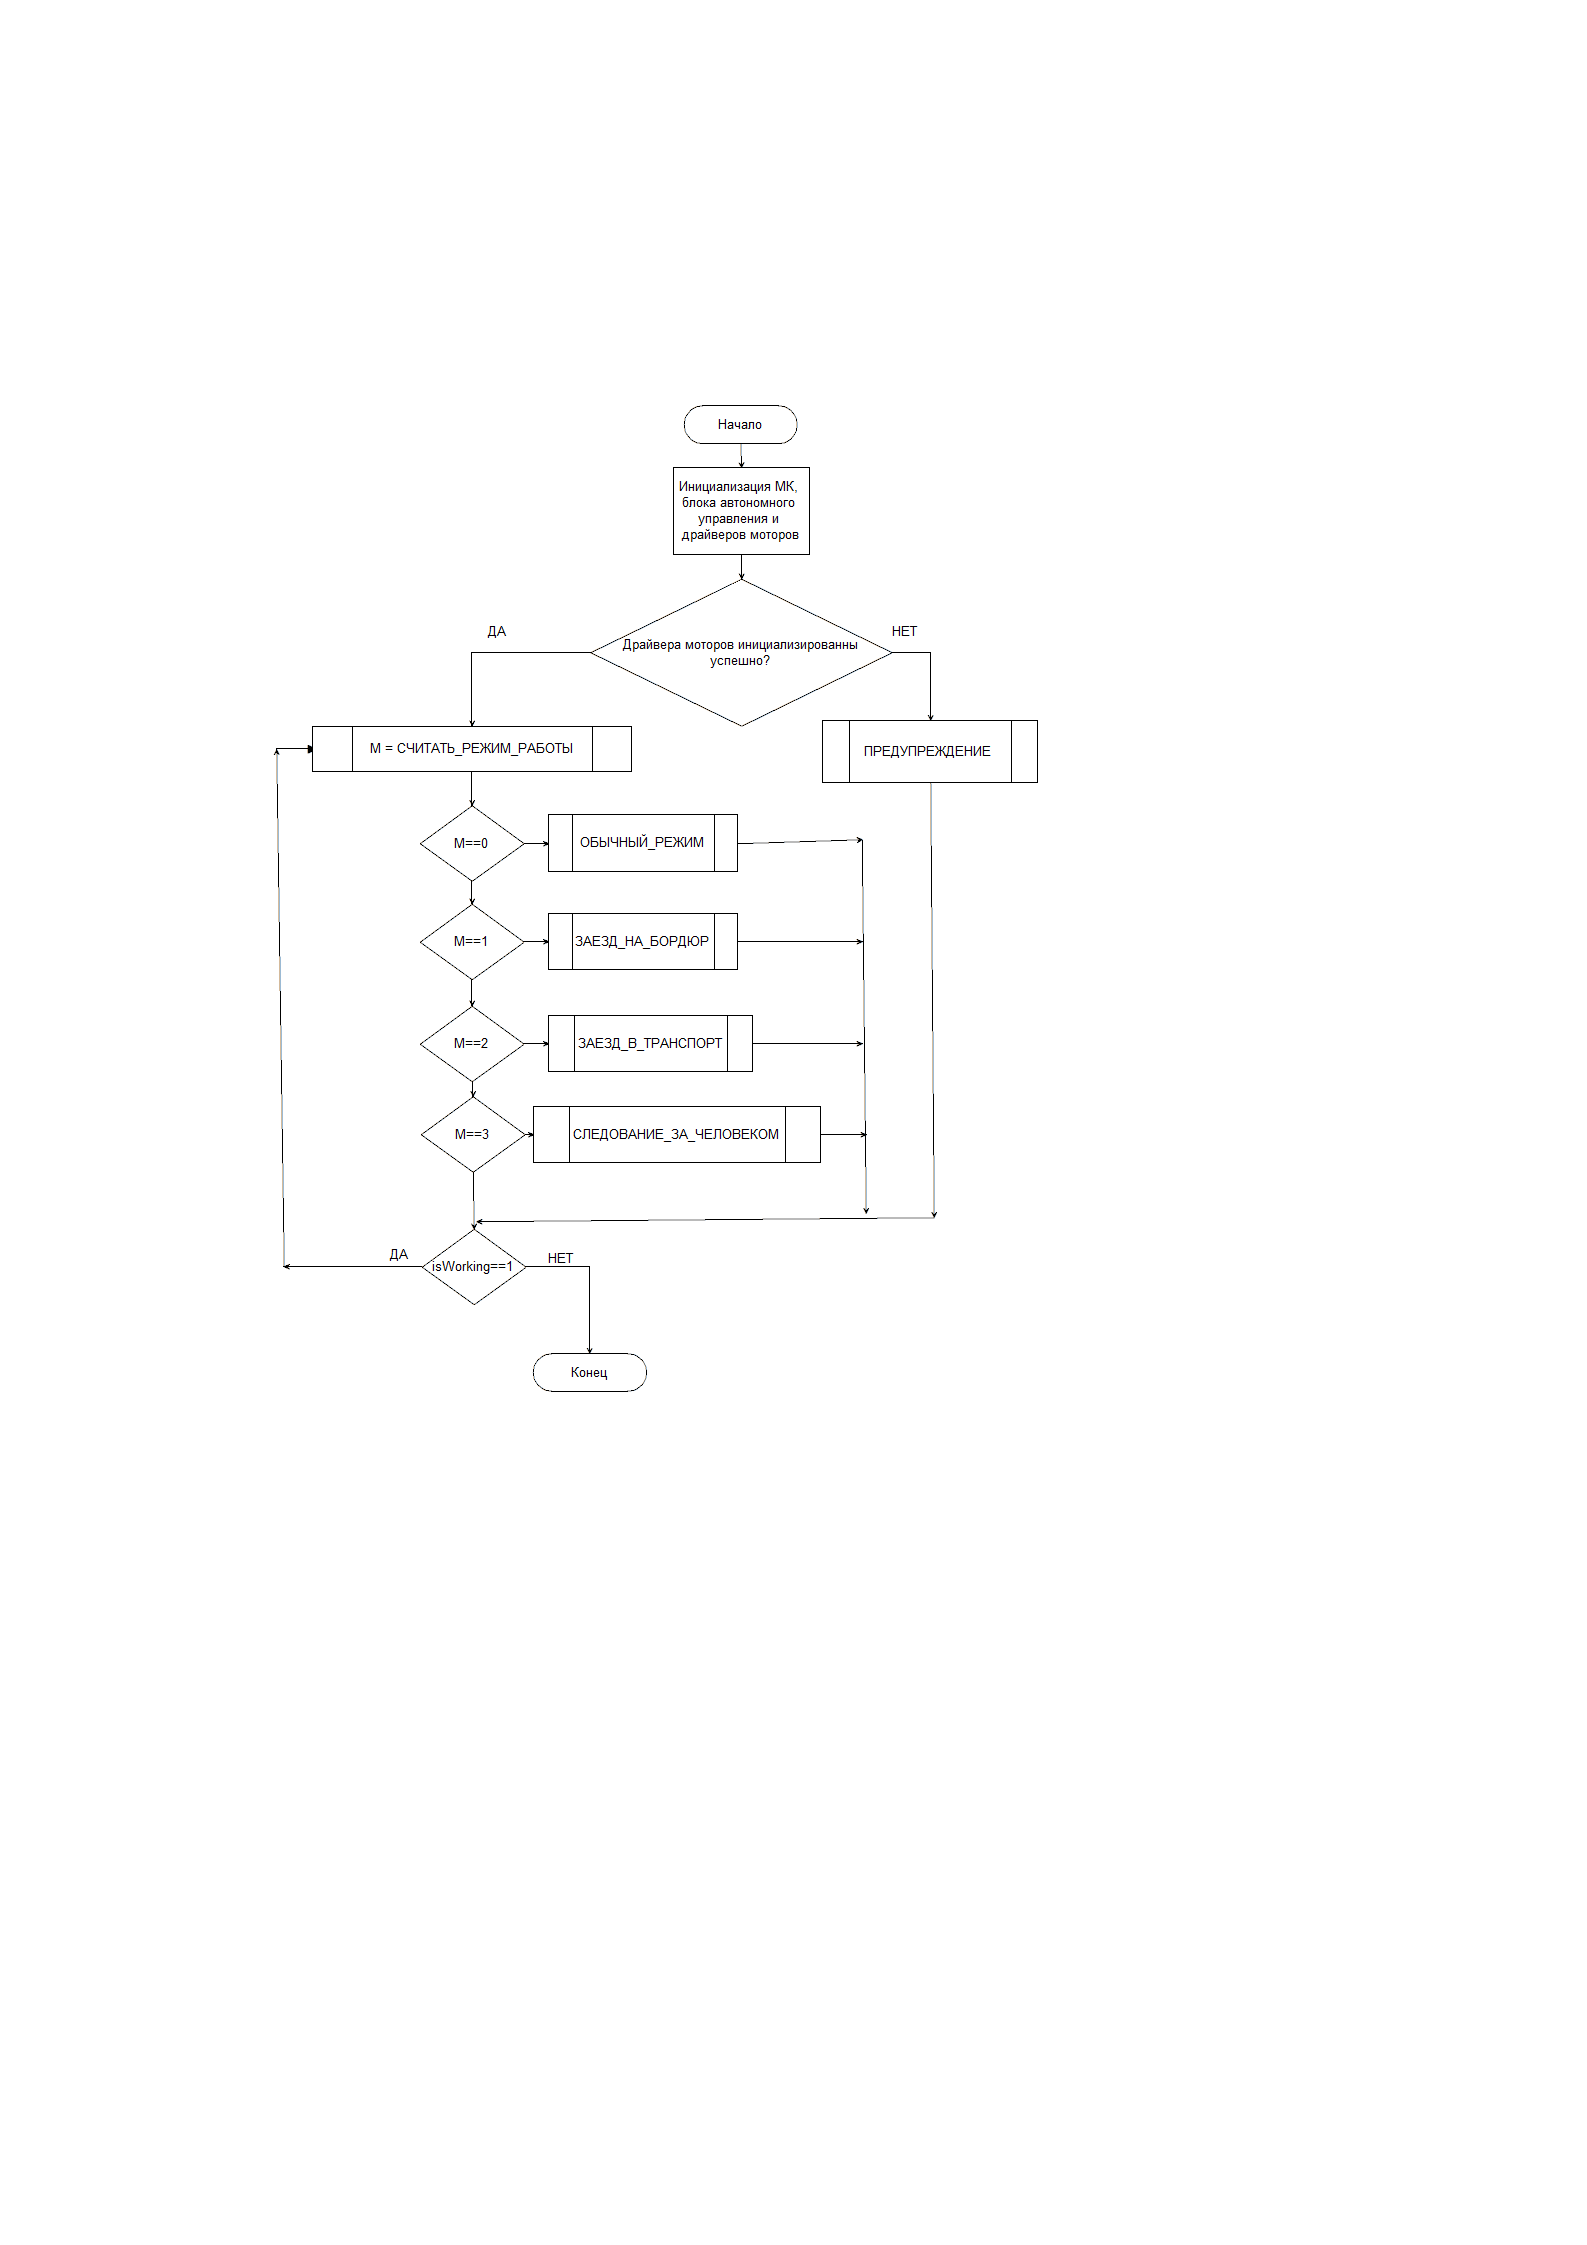 Начало
Инициализация МК,
блока автономного
управления и
драйверов моторов
ДА
НЕТ
Драйвера моторов инициализированны
успешно?
М = СЧИТАТЬ_РЕЖИМ_РАБОТЫ
ПРЕДУПРЕЖДЕНИЕ
М==0
ОБЫЧНЫЙ_РЕЖИМ
М==1
ЗАЕЗД_НА_БОРДЮР
М==2
ЗАЕЗД_В_ТРАНСПОРТ
М==3
СЛЕДОВАНИЕ_ЗА_ЧЕЛОВЕКОМ
ДА
isWorking==1
НЕТ
Конец